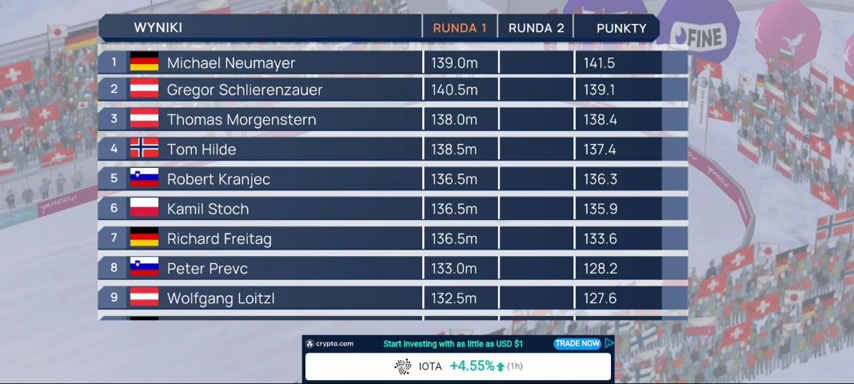 WYNIKI RUNDA 1 RUNDA 2 PUNKTY
1 Michael Neumayer 139.0m 141.5
2 Gregor Schlierenzauer 140.5m 139.1
3 Thomas Morgenstern 138.0m 138.4
4 Tom Hilde 138.5m 137.4
5 Robert Kranjec 136.5m 136.3
6 Kamil Stoch 136.5m 135.9
7 Richard Freitag 136.5m 133.6
8 Peter Prevc 133.0m 128.2
9 Wolfgang Loitzl 132.5m 127.6
FINE
crypto.com Start investing with as little as USD $1 TRADE NOW
IOTA +4.55% (1h)